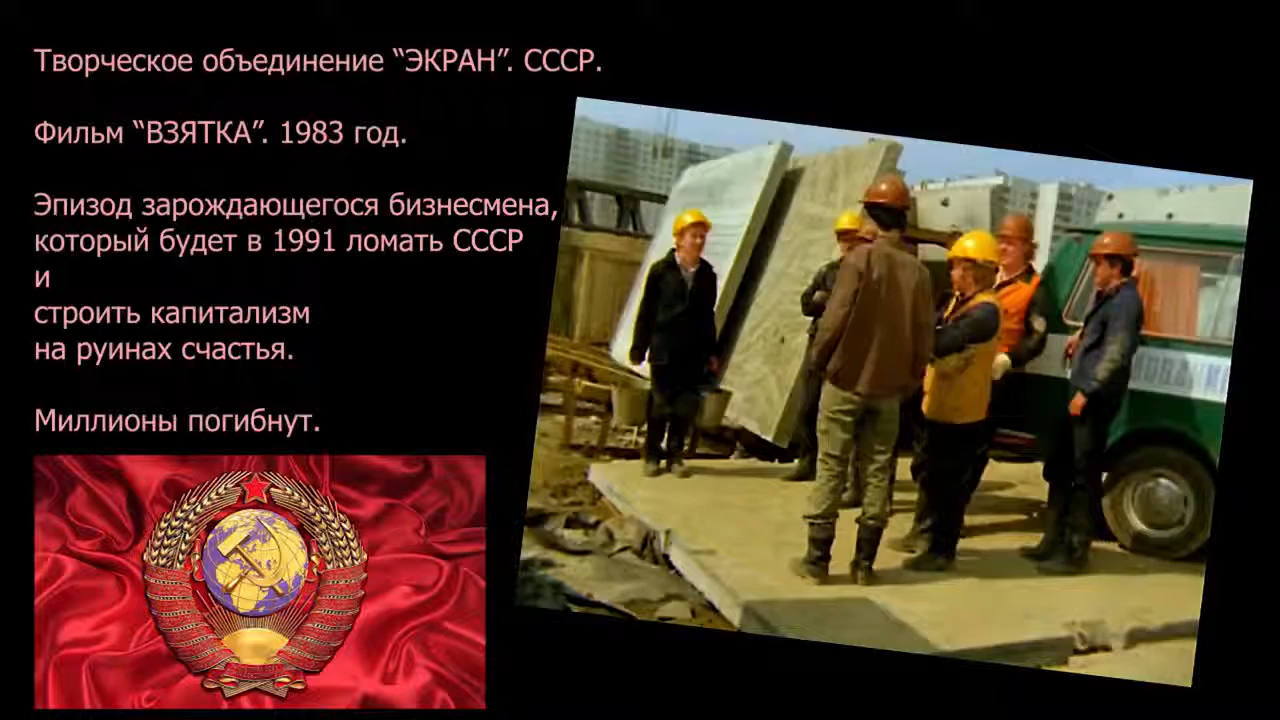 Творческое объединение “ЭКРАН”. СССР.
Фильм “ВЗЯТКА”. 1983 год.
Эпизод зарождающегося бизнесмена,
который будет в 1991 ломать СССР
и
строить капитализм
на руинах счастья.
Миллионы погибнут.